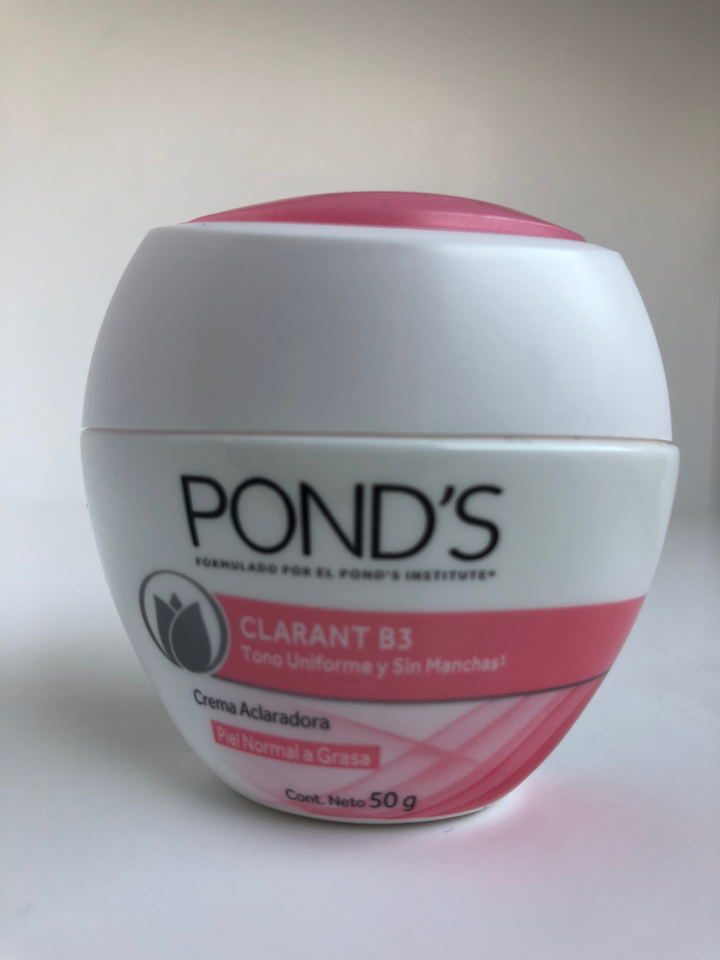 POND'S
FORMULADO POR EL POND'S INSTITUTE®
CLARANT B3
Tono Uniforme y Sin Manchas¹
Crema Aclaradora
Piel Normal a Grasa
Cont. Neto 50 g